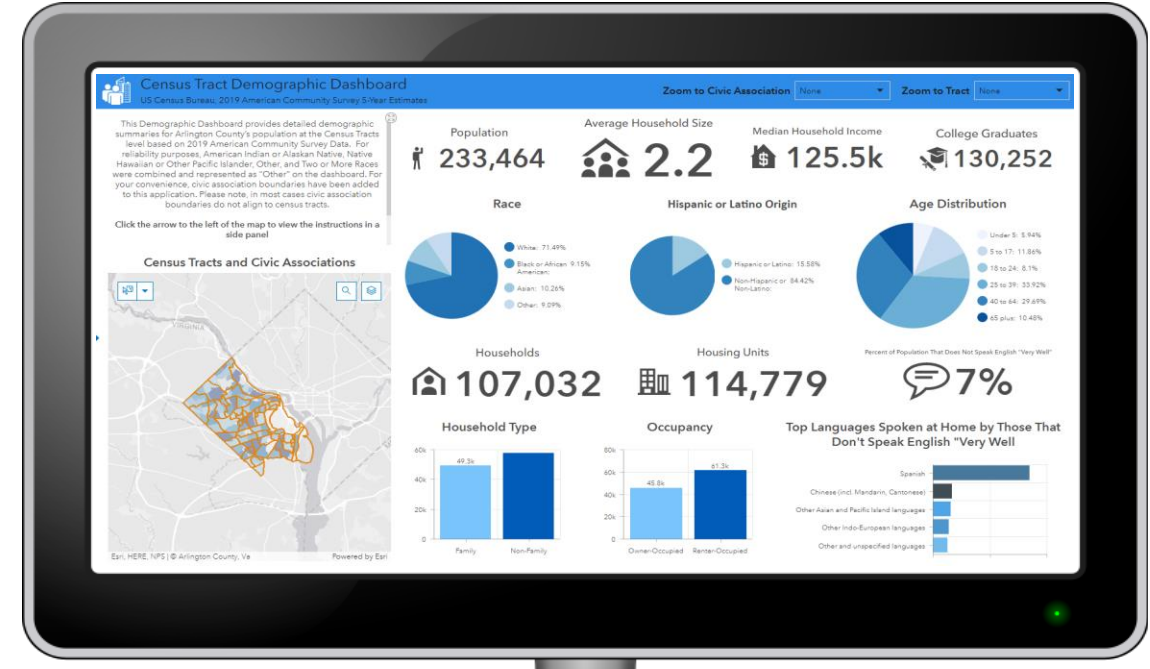 Census Tract Demographic Dashboard
US Census Bureau, 2019 American Community Survey 5-Year Estimates
Zoom to Civic Association None
Zoom to Tract None
This Demographic Dashboard provides detailed demographic
summaries for Arlington County's population at the Census Tracts
level based on 2019 American Community Survey Data. For
reliability purposes, American Indian or Alaskan Native, Native
Hawaiian or Other Pacific Islander, Other, and Two or More Races
were combined and represented as "Other" on the dashboard. For
your convenience, civic association boundaries have been added
to this application. Please note, in most cases civic association
boundaries do not align to census tracts.
Click the arrow to the left of the map to view the instructions in a
side panel
Census Tracts and Civic Associations
VIRGINIA
Esri, HERE, NPS | © Arlington County, Ve
Powered by Esri
Population
233,464
Average Household Size
2.2
Median Household Income
$ 125.5k
College Graduates
130,252
Race
White: 71.49%
Black or African 9.15%
American:
Asian: 10.26%
Other: 9.09%
Hispanic or Latino Origin
Hispanic or Latino: 15.58%
Non-Hispanic or 84.42%
Non-Latino:
Age Distribution
Under 5: 5.94%
5 to 17: 11.86%
18 to 24: 8.1%
25 to 39: 33.92%
40 to 64: 29.69%
65 plus: 10.48%
Households
107,032
Housing Units
114,779
Percent of Population That Does Not Speak English "Very Well"
7%
Household Type
60k
40k
20k
0
49.3k
Family
Non-Family
Occupancy
80k
60k
40k
20k
0
45.8k
61.3k
Owner-Occupied
Renter-Occupied
Top Languages Spoken at Home by Those That
Don't Speak English "Very Well
Spanish
Chinese (incl. Mandarin, Cantonese)
Other Asian and Pacific Island languages
Other Indo-European languages
Other and unspecified languages